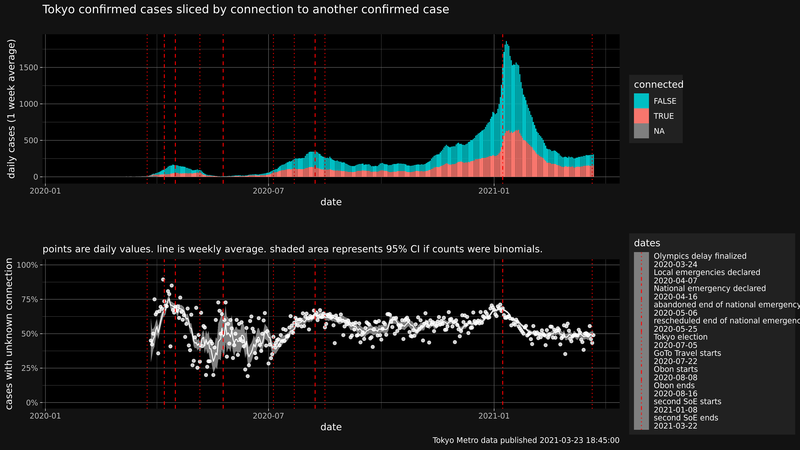 Tokyo confirmed cases sliced by connection to another confirmed case
daily cases (1 week average)
1500
1000
500
0
2020-01
2020-07
2021-01
date
connected
FALSE
TRUE
NA
points are daily values. line is weekly average. shaded area represents 95% CI if counts were binomials.
cases with unknown connection
100%
75%
50%
25%
0%
2020-01
2020-07
2021-01
date
dates
Olympics delay finalized
2020-03-24
Local emergencies declared
2020-04-07
National emergency declared
2020-04-16
abandoned end of national emergency
2020-05-06
rescheduled end of national emergenc
2020-05-25
Tokyo election
2020-07-05
GoTo Travel starts
2020-07-22
Obon starts
2020-08-08
Obon ends
2020-08-16
second SoE starts
2021-01-08
second SoE ends
2021-03-22
Tokyo Metro data published 2021-03-23 18:45:00